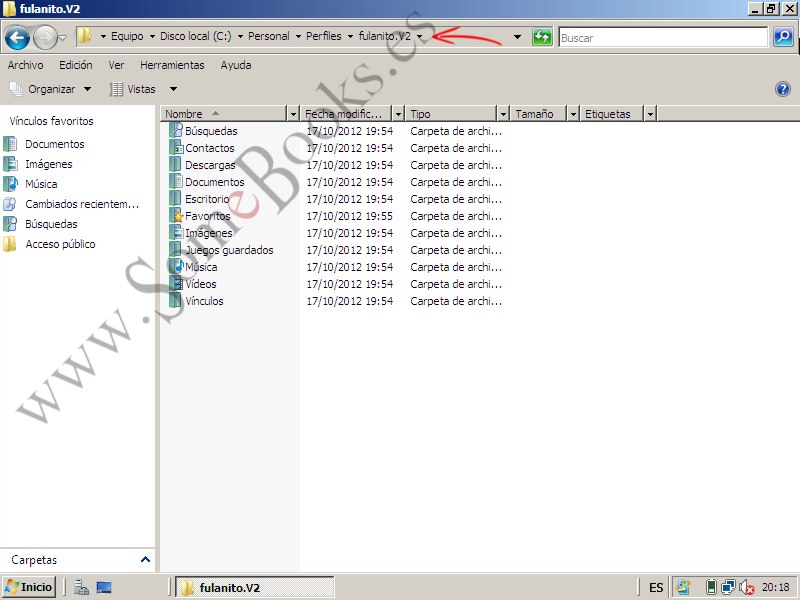 fulanito.V2
Equipo Disco local (C:) Personal Perfiles fulanito.V2
Buscar
Archivo Edición Ver Herramientas Ayuda
Organizar Vistas
Vínculos favoritos
Documentos
Imágenes
Música
Cambiados recientem...
Búsquedas
Acceso público
Carpetas
Nombre Fecha modific... Tipo Tamaño Etiquetas
Búsquedas 17/10/2012 19:54 Carpeta de archi...
Contactos 17/10/2012 19:54 Carpeta de archi...
Descargas 17/10/2012 19:54 Carpeta de archi...
Documentos 17/10/2012 19:54 Carpeta de archi...
Escritorio 17/10/2012 19:54 Carpeta de archi...
Favoritos 17/10/2012 19:55 Carpeta de archi...
Imágenes 17/10/2012 19:54 Carpeta de archi...
Juegos guardados 17/10/2012 19:54 Carpeta de archi...
Música 17/10/2012 19:54 Carpeta de archi...
Vídeos 17/10/2012 19:54 Carpeta de archi...
Vínculos 17/10/2012 19:54 Carpeta de archi...
www.SomeBooks.es
Inicio fulanito.V2 ES 20:18